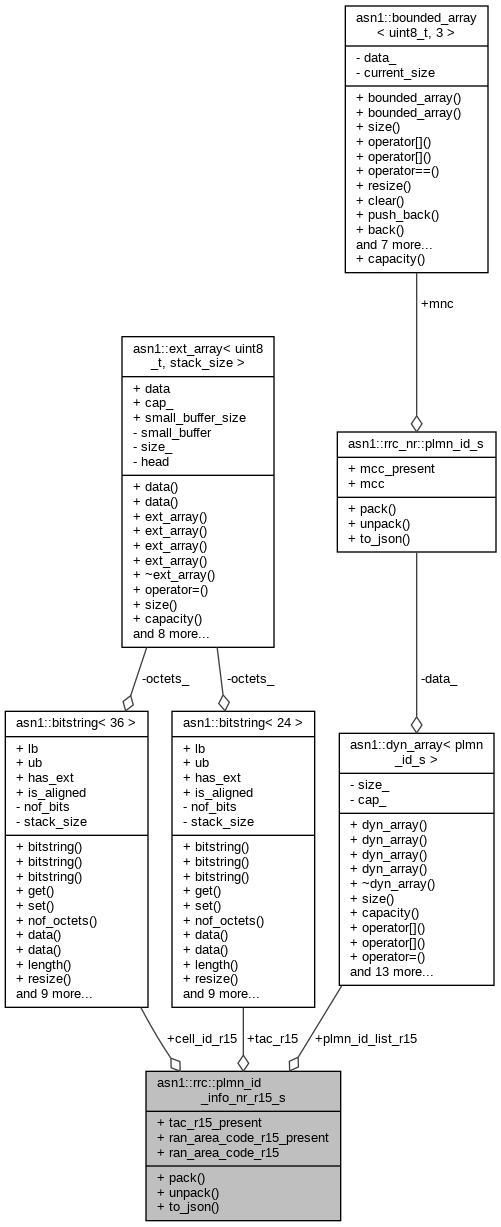 asn1::bounded_array
< uint8_t, 3 >
- data_
- current_size
+ bounded_array()
+ bounded_array()
+ size()
+ operator[]()
+ operator[]()
+ operator==()
+ resize()
+ clear()
+ push_back()
+ back()
and 7 more...
+ capacity()
+mnc
asn1::ext_array< uint8
_t, stack_size >
+ data
+ cap_
+ small_buffer_size
- small_buffer
- size_
- head
+ data()
+ data()
+ ext_array()
+ ext_array()
+ ext_array()
+ ext_array()
+ ~ext_array()
+ operator=()
+ size()
+ capacity()
and 8 more...
asn1::rrc_nr::plmn_id_s
+ mcc_present
+ mcc
+ pack()
+ unpack()
+ to_json()
-octets_
-octets_
-data_
asn1::bitstring< 36 >
+ lb
+ ub
+ has_ext
+ is_aligned
- nof_bits
- stack_size
+ bitstring()
+ bitstring()
+ bitstring()
+ get()
+ set()
+ nof_octets()
+ data()
+ data()
+ length()
+ resize()
and 9 more...
asn1::bitstring< 24 >
+ lb
+ ub
+ has_ext
+ is_aligned
- nof_bits
- stack_size
+ bitstring()
+ bitstring()
+ bitstring()
+ get()
+ set()
+ nof_octets()
+ data()
+ data()
+ length()
+ resize()
and 9 more...
asn1::dyn_array< plmn
_id_s >
- size_
- cap_
+ dyn_array()
+ dyn_array()
+ dyn_array()
+ dyn_array()
+ ~dyn_array()
+ size()
+ capacity()
+ operator[]()
+ operator[]()
+ operator=()
and 13 more...
+cell_id_r15
+tac_r15
+plmn_id_list_r15
asn1::rrc::plmn_id
_info_nr_r15_s
+ tac_r15_present
+ ran_area_code_r15_present
+ ran_area_code_r15
+ pack()
+ unpack()
+ to_json()